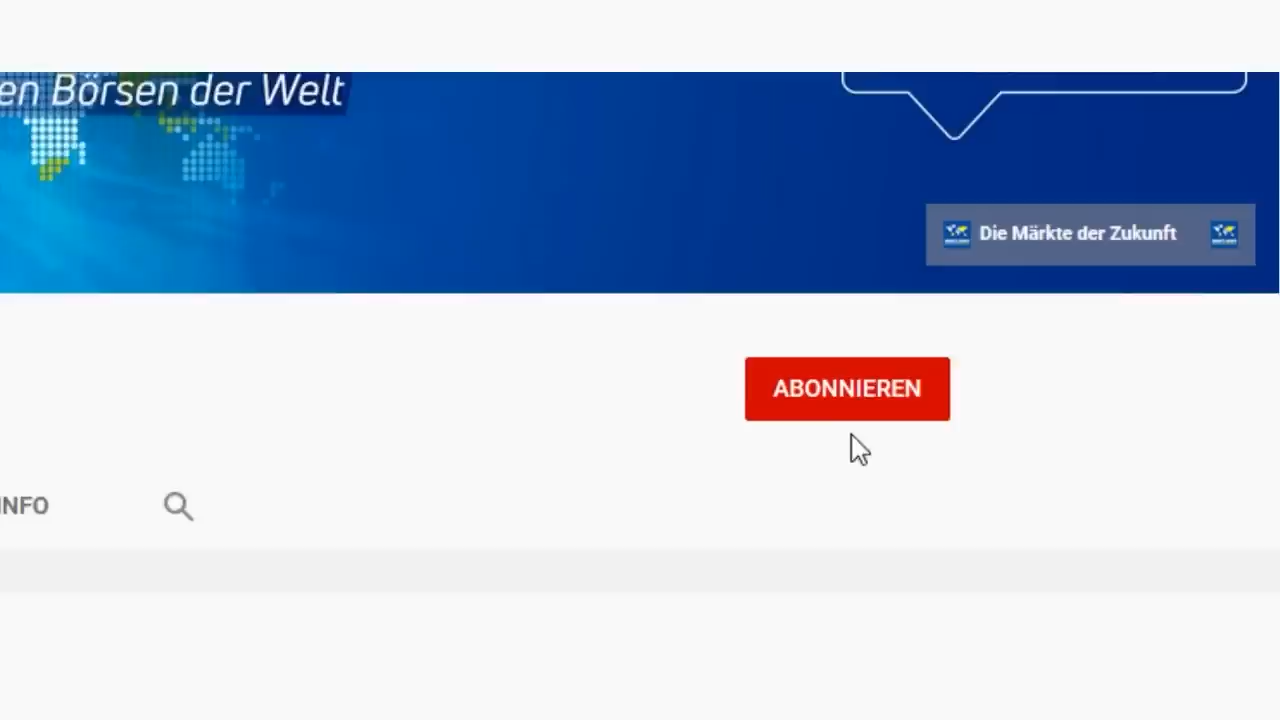 en Börsen der Welt
Die Märkte der Zukunft
ABONNIEREN
INFO